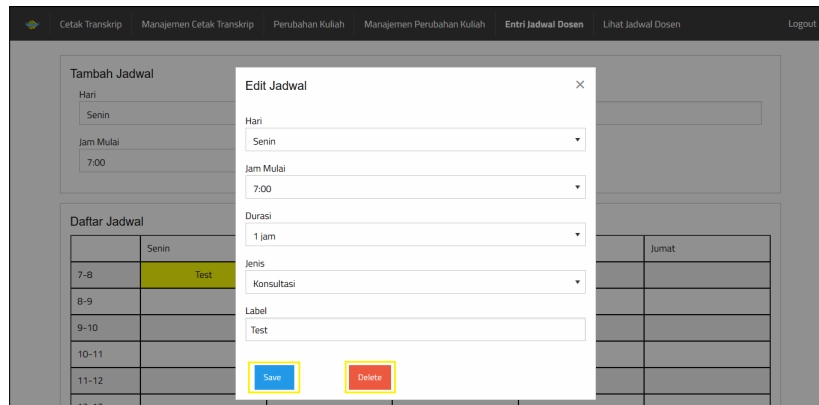 Cetak Transkrip Manajemen Cetak Transkrip Perubahan Kuliah Manajemen Perubahan Kuliah Entri Jadwal Dosen Lihat Jadwal Dosen Logout
Tambah Jadwal
Hari
Senin
Jam Mulai
7:00
Daftar Jadwal
Senin Jumat
7-8 Test
8-9
9-10
10-11
11-12
Edit Jadwal ×
Hari
Senin
Jam Mulai
7:00
Durasi
1 jam
Jenis
Konsultasi
Label
Test
Save Delete